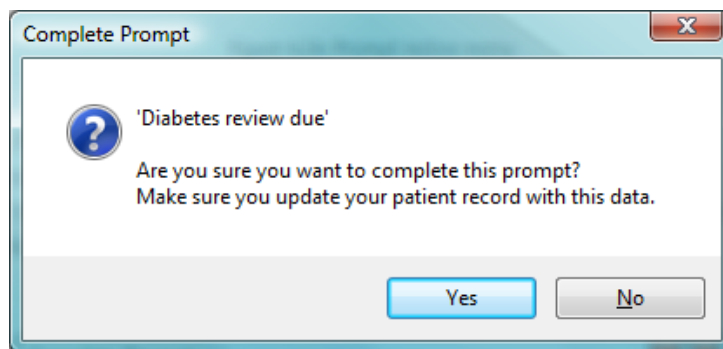 Complete Prompt
'Diabetes review due'
Are you sure you want to complete this prompt?
Make sure you update your patient record with this data.
Yes
No